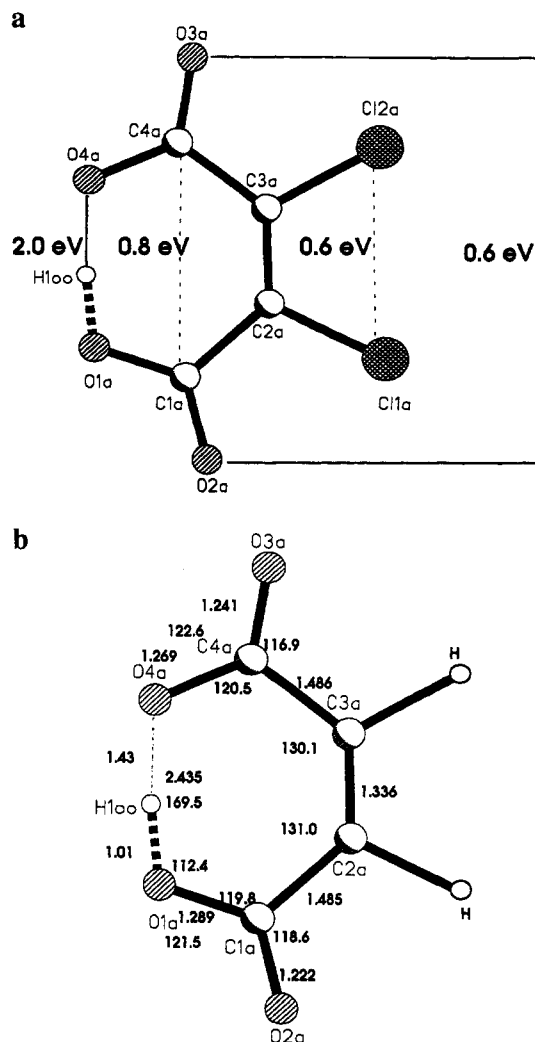 a
O3a
Cl2a
C4a
O4a
C3a
2.0 eV 0.8 eV 0.6 eV 0.6 eV
H1oo
C2a
O1a
C1a
Cl1a
O2a
b
O3a
1.241
122.6 116.9
C4a
H
1.269
O4a
120.5 1.486
C3a
130.1
1.43
2.435
1.336
H1oo 169.5
131.0
1.01
112.4
C2a
119.8 1.485
O1a 1.289
H
121.5 C1a 118.6
1.222
O2a